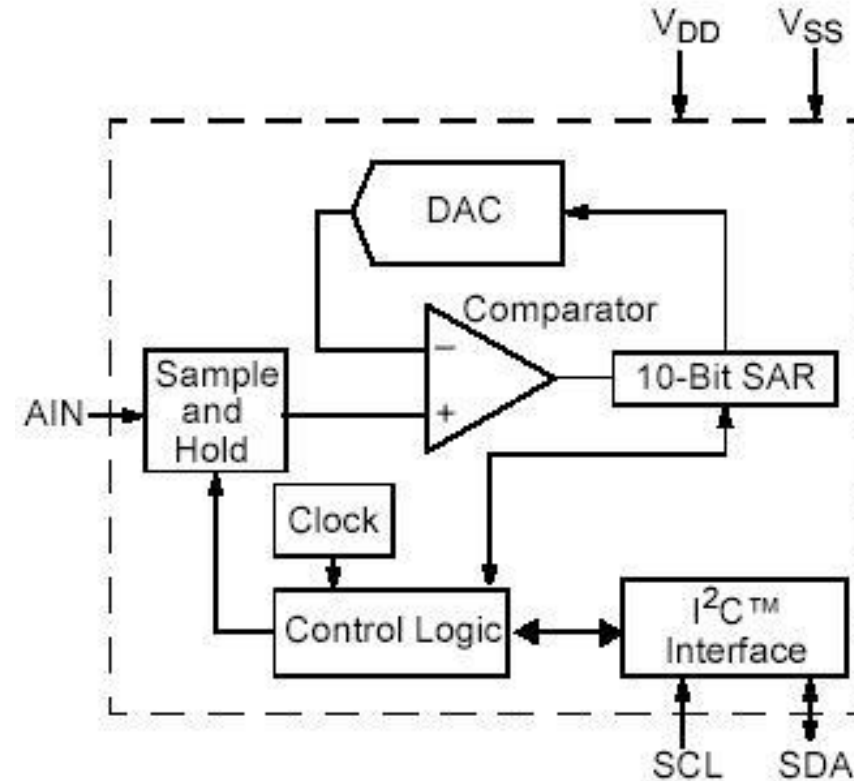 VDD VSS
DAC
Comparator
−
+
Sample
and
Hold
AIN
10-Bit SAR
Clock
Control Logic
I²C™
Interface
SCL SDA